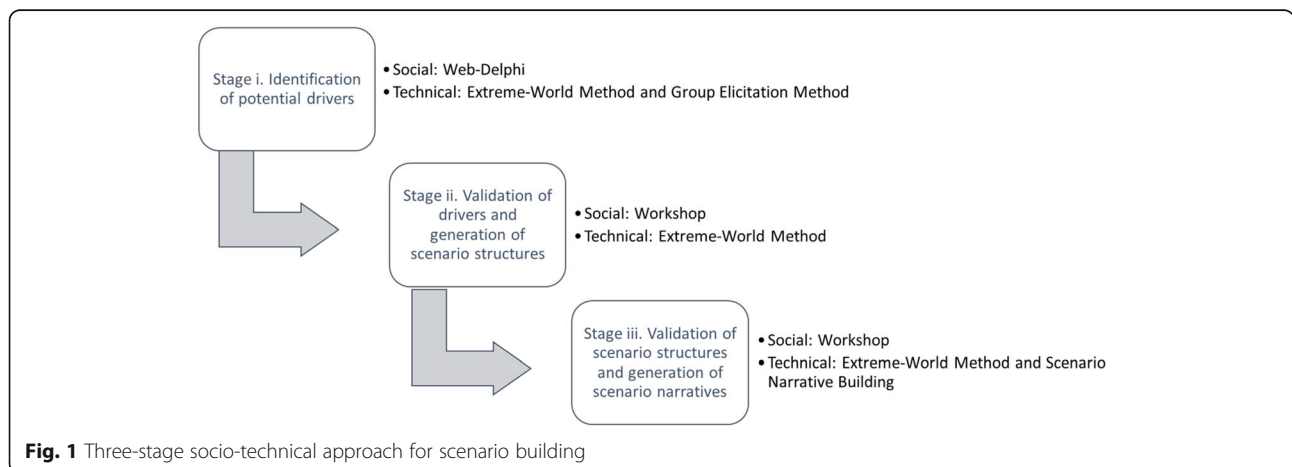 Stage i. Identification
of potential drivers
• Social: Web-Delphi
• Technical: Extreme-World Method and Group Elicitation Method
Stage ii. Validation of
drivers and
generation of
scenario structures
• Social: Workshop
• Technical: Extreme-World Method
Stage iii. Validation of
scenario structures
and generation of
scenario narratives
• Social: Workshop
• Technical: Extreme-World Method and Scenario
Narrative Building
Fig. 1 Three-stage socio-technical approach for scenario building